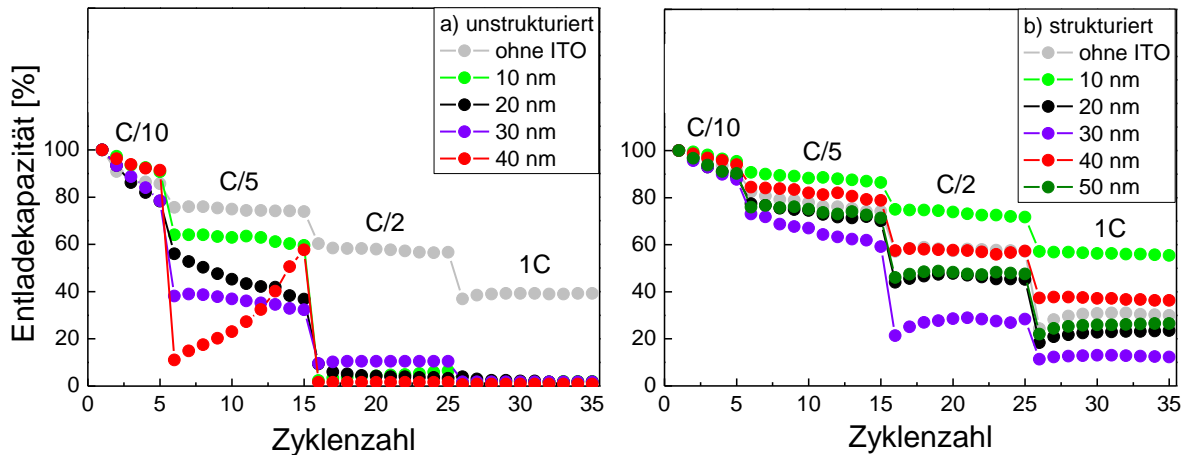 a) unstrukturiert
ohne ITO
10 nm
20 nm
30 nm
40 nm
C/10
C/5
C/2
1C
Entladekapazität [%]
100
80
60
40
20
0
0 5 10 15 20 25 30 35
Zyklenzahl
b) strukturiert
ohne ITO
10 nm
20 nm
30 nm
40 nm
50 nm
C/10
C/5
C/2
1C
100
80
60
40
20
0
0 5 10 15 20 25 30 35
Zyklenzahl